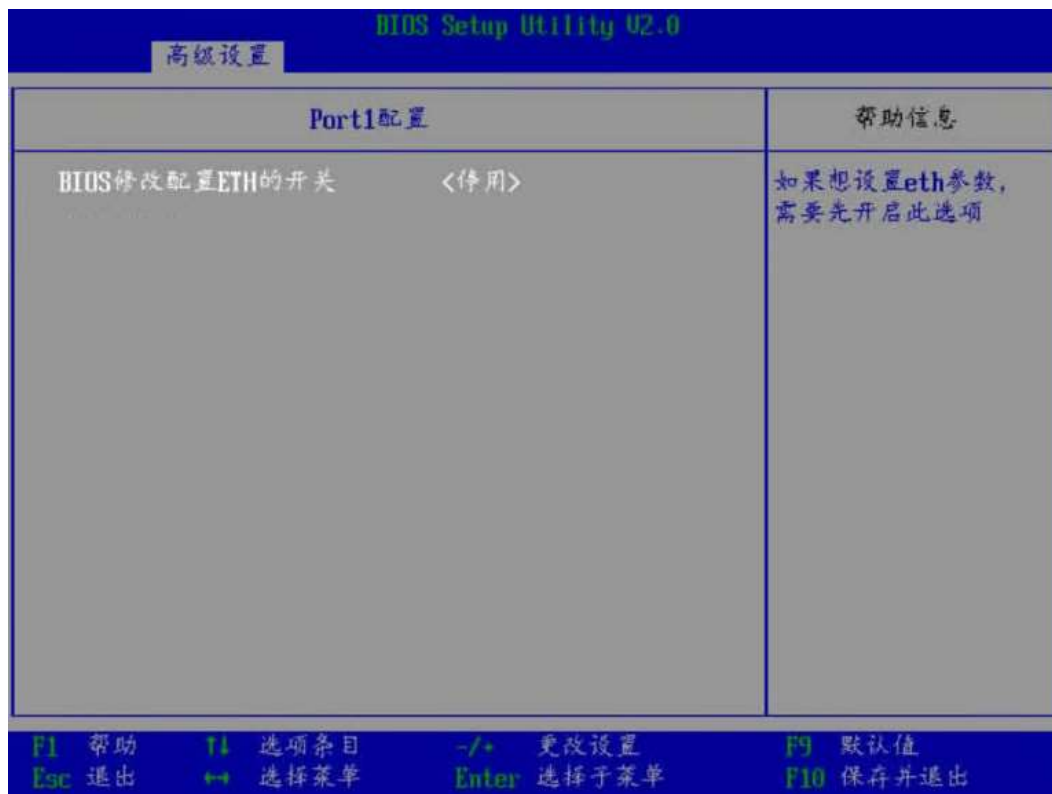 BIOS Setup Utility V2.0
高级设置
Port1配置
帮助信息
BIOS修改配置ETH的开关 <停用>
如果想设置eth参数,
需要先开启此选项
F1 帮助 ↑↓ 选项条目 -/+ 更改设置 F9 默认值
Esc 退出 ←→ 选择菜单 Enter 选择子菜单 F10 保存并退出